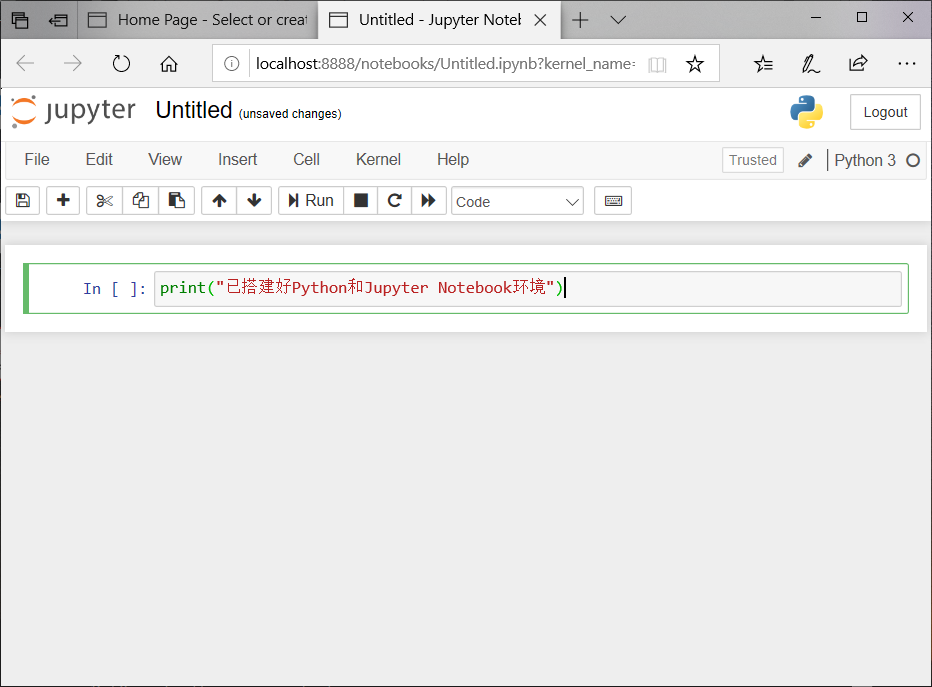 Home Page - Select or creat
Untitled - Jupyter Noteb
localhost:8888/notebooks/Untitled.ipynb?kernel_name=
jupyter Untitled (unsaved changes)
Logout
File Edit View Insert Cell Kernel Help
Trusted
Python 3
Run
Code
In [ ]: print("已搭建好Python和Jupyter Notebook环境")